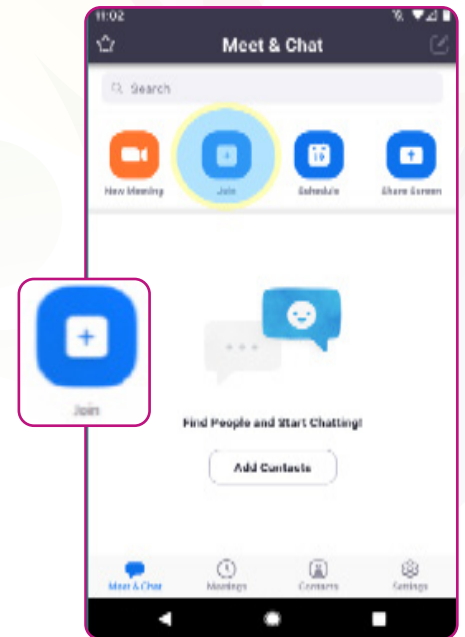 11:02
Meet & Chat
Search
New Meeting
Join
Schedule
Share Screen
Join
Find People and Start Chatting!
Add Contacts
Meet & Chat
Meetings
Contacts
Settings